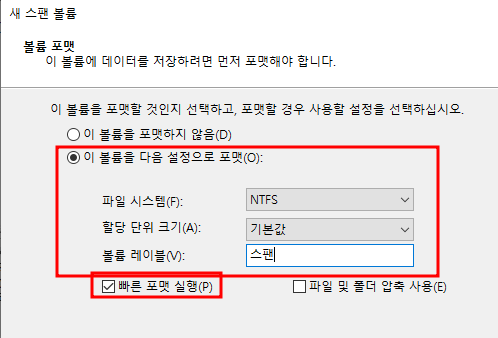 새 스팬 볼륨
볼륨 포맷
이 볼륨에 데이터를 저장하려면 먼저 포맷해야 합니다.
이 볼륨을 포맷할 것인지 선택하고, 포맷할 경우 사용할 설정을 선택하십시오.
이 볼륨을 포맷하지 않음(D)
이 볼륨을 다음 설정으로 포맷(O):
파일 시스템(F): NTFS
할당 단위 크기(A): 기본값
볼륨 레이블(V): 스팬
빠른 포맷 실행(P) 파일 및 폴더 압축 사용(E)